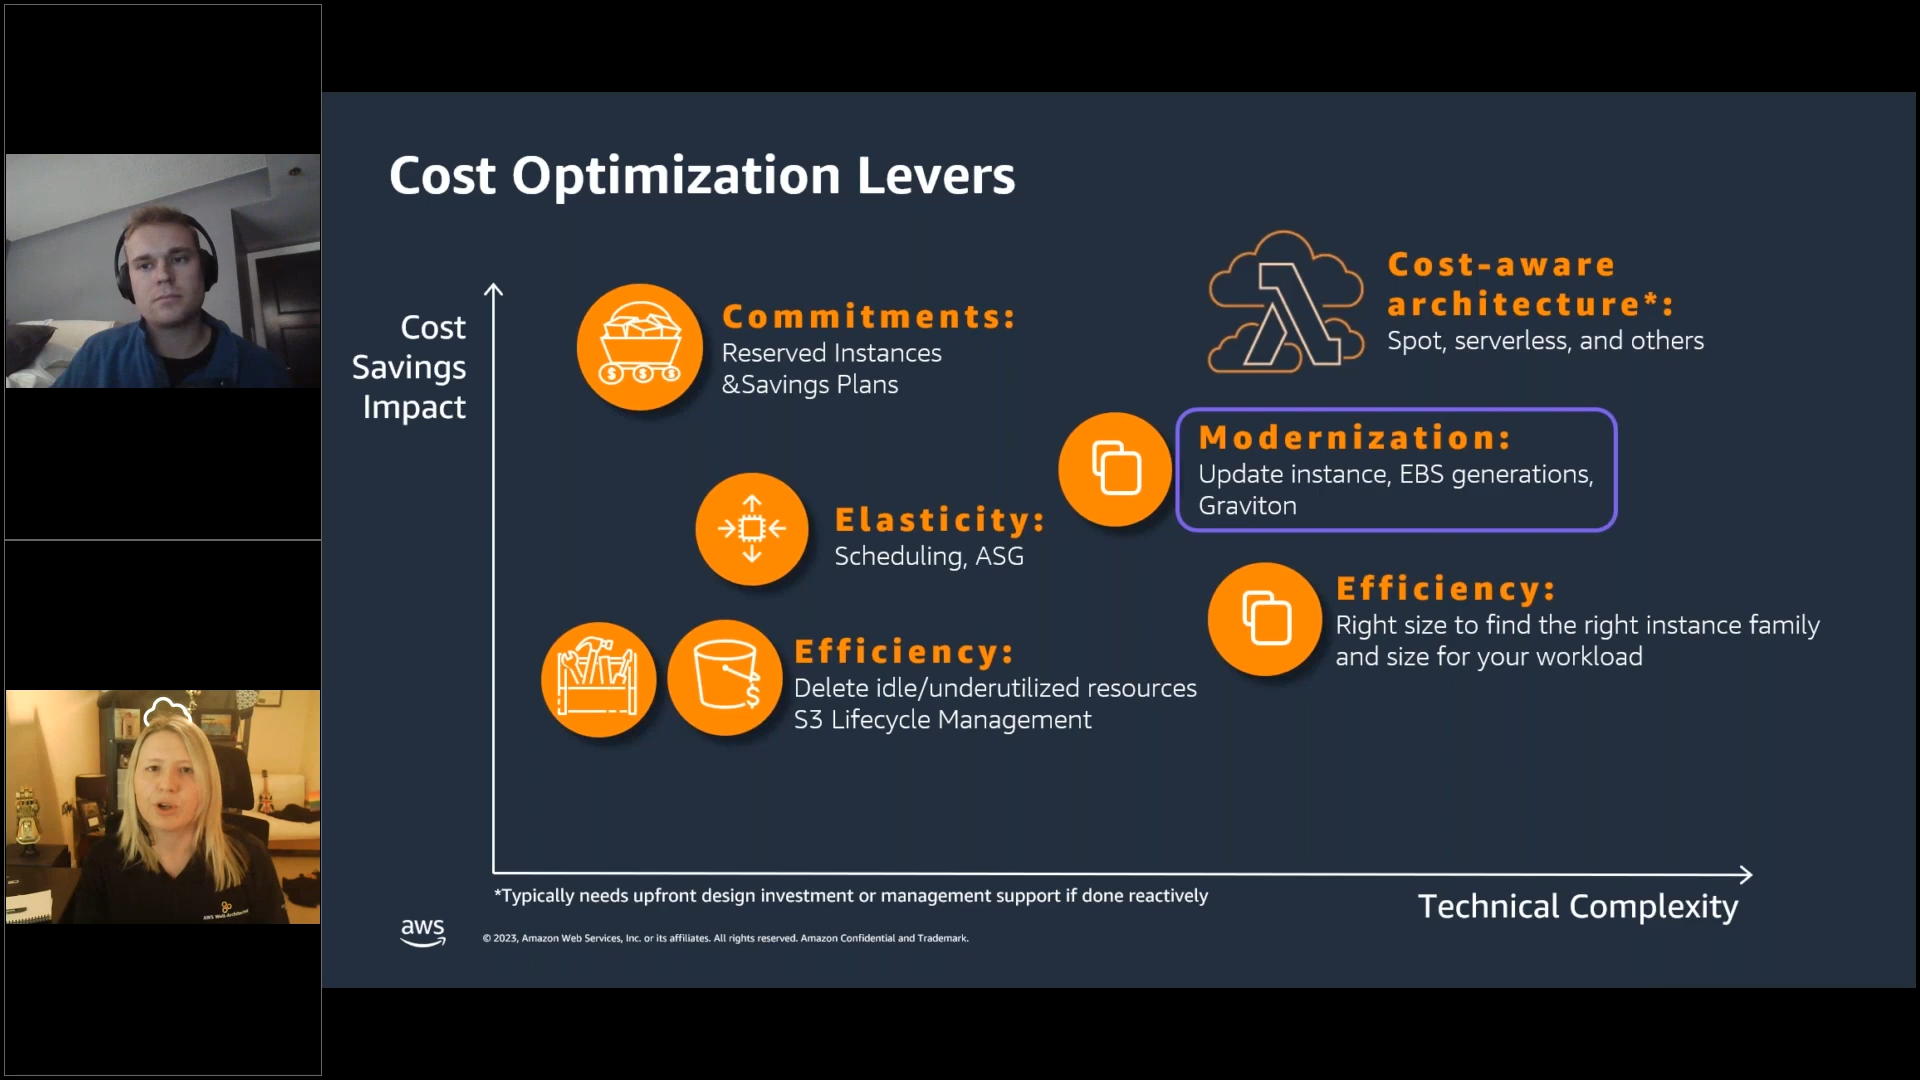 Cost Optimization Levers
Cost
Savings
Impact
Commitments:
Reserved Instances
&Savings Plans
Cost-aware
architecture*:
Spot, serverless, and others
Modernization:
Update instance, EBS generations,
Graviton
Elasticity:
Scheduling, ASG
Efficiency:
Right size to find the right instance family
and size for your workload
Efficiency:
Delete idle/underutilized resources
S3 Lifecycle Management
*Typically needs upfront design investment or management support if done reactively
Technical Complexity
aws
© 2023, Amazon Web Services, Inc. or its affiliates. All rights reserved. Amazon Confidential and Trademark.